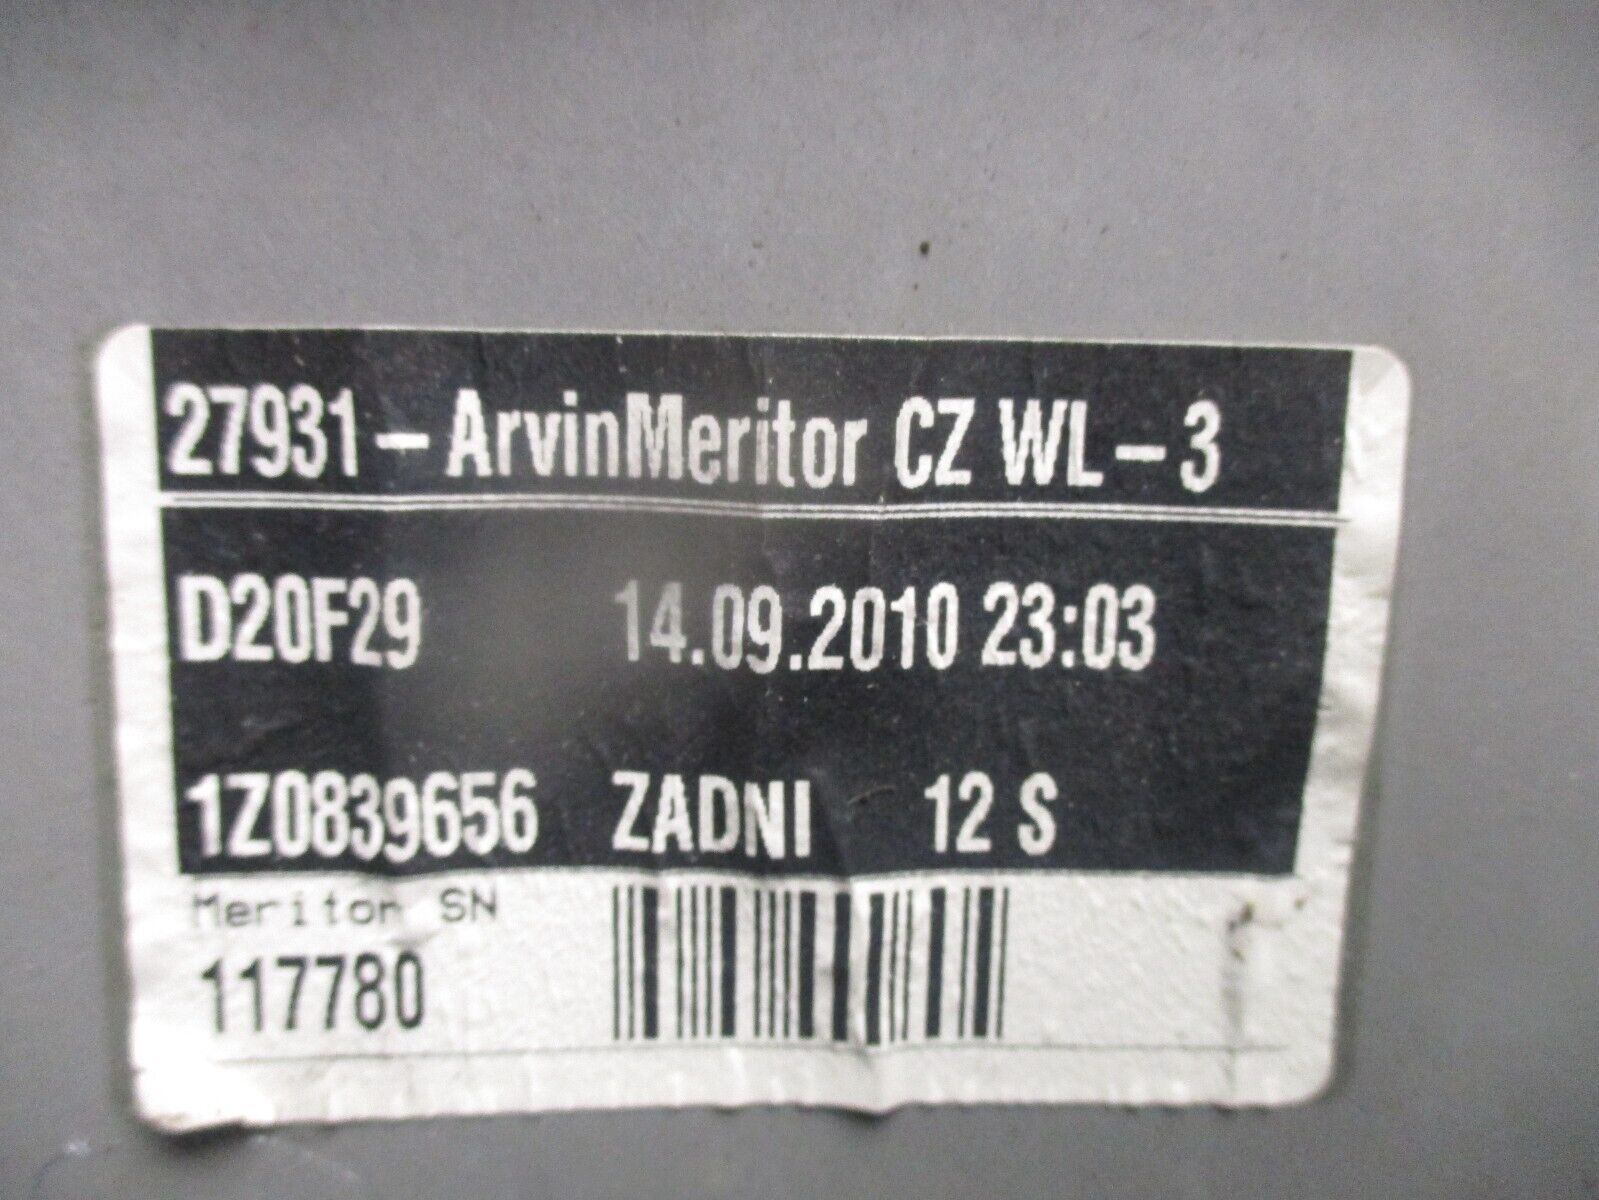 27931 - ArvinMeritor CZ WL - 3
D20F29 14.09.2010 23:03
1Z0839656 ZADNI 12 S
Meritor SN
117780